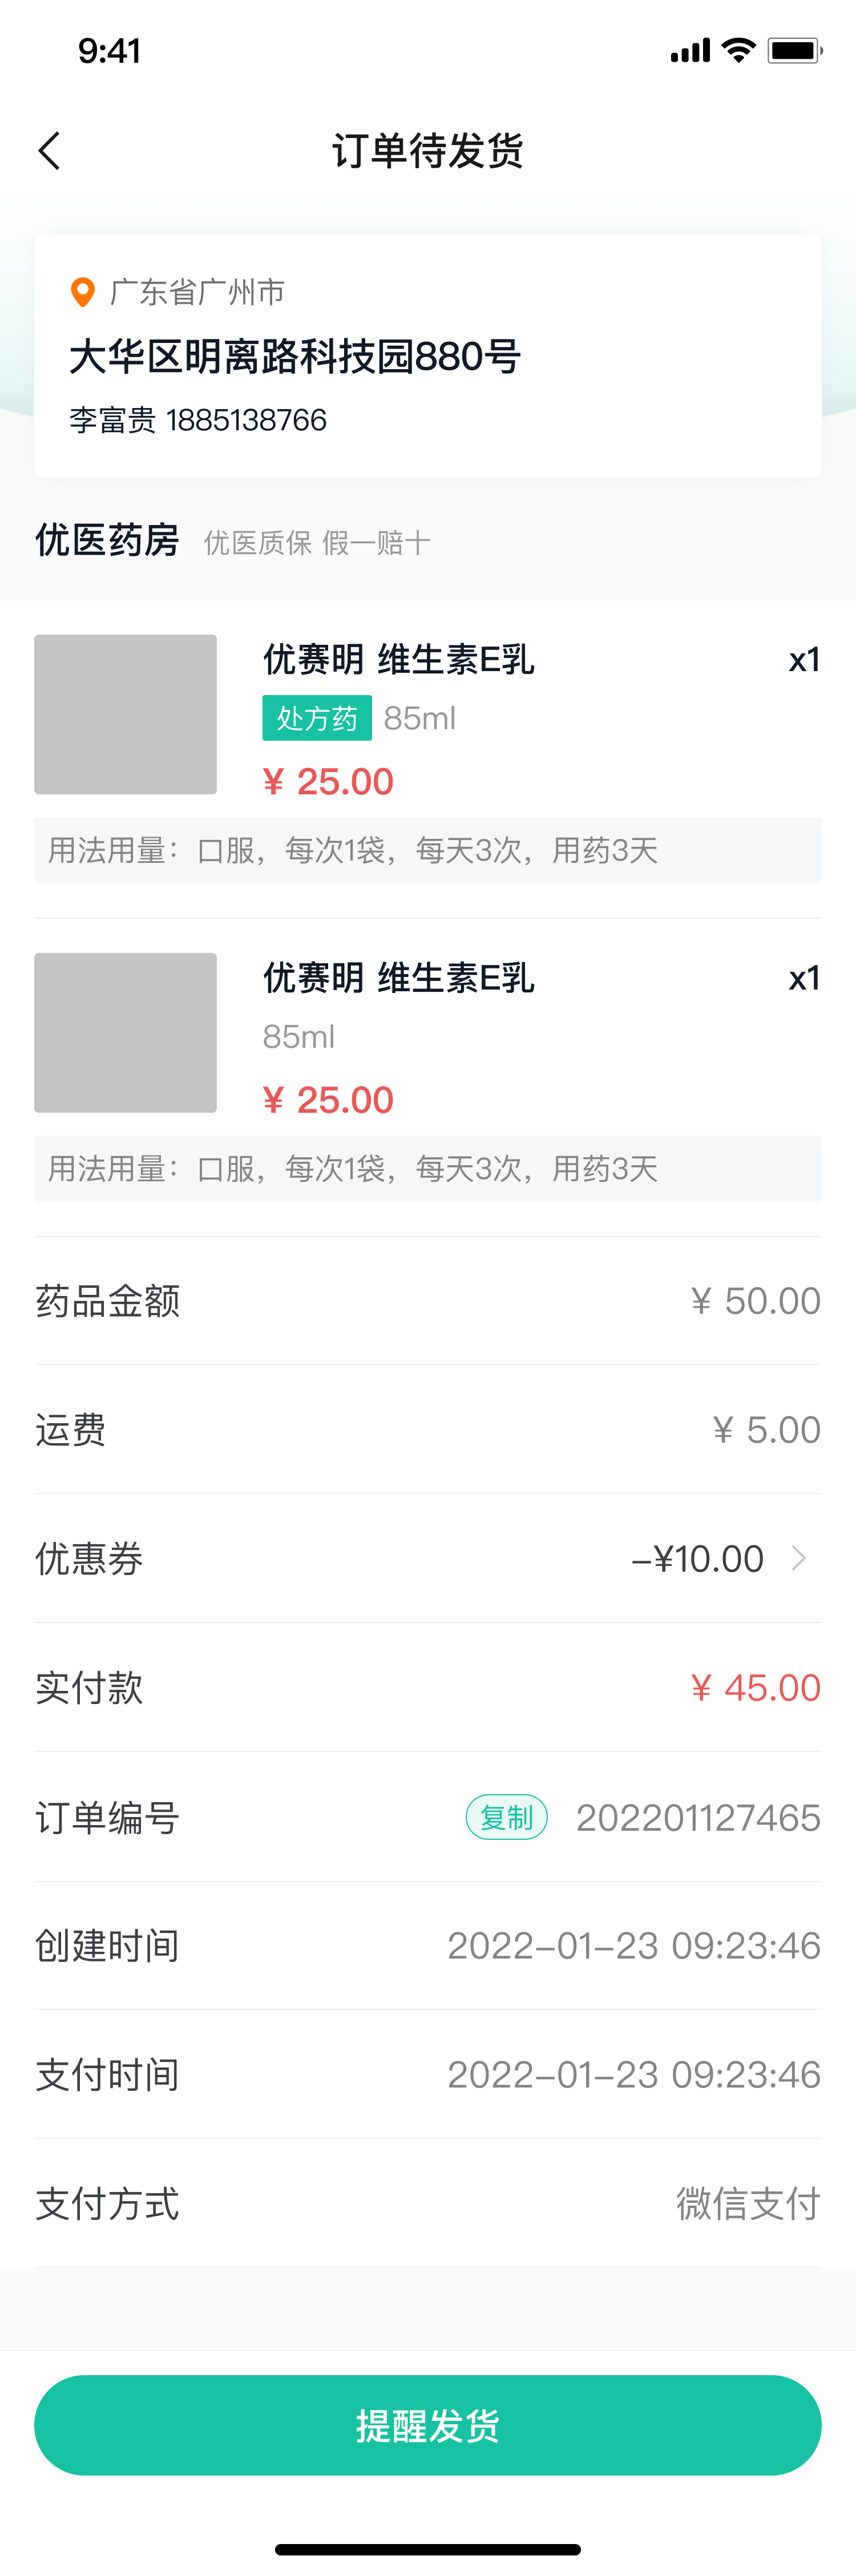 9:41
订单待发货
广东省广州市
大华区明离路科技园880号
李富贵 1885138766
优医药房 优医质保 假一赔十
优赛明 维生素E乳 x1
处方药 85ml
¥ 25.00
用法用量：口服，每次1袋，每天3次，用药3天
优赛明 维生素E乳 x1
85ml
¥ 25.00
用法用量：口服，每次1袋，每天3次，用药3天
药品金额 ¥ 50.00
运费 ¥ 5.00
优惠券 -¥10.00
实付款 ¥ 45.00
订单编号 复制 202201127465
创建时间 2022-01-23 09:23:46
支付时间 2022-01-23 09:23:46
支付方式 微信支付
提醒发货